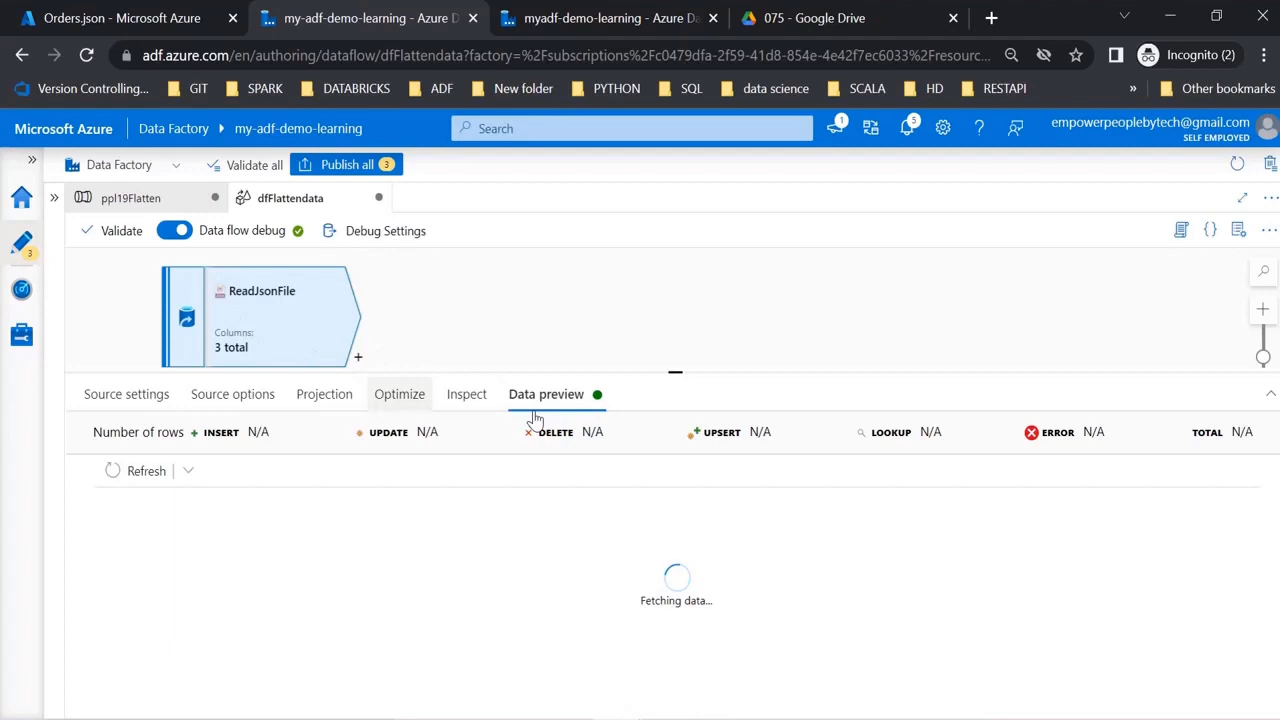 Orders.json - Microsoft Azure
my-adf-demo-learning - Azure D
myadf-demo-learning - Azure Da
075 - Google Drive
adf.azure.com/en/authoring/dataflow/dfFlattendata?factory=%2Fsubscriptions%2Fc0479dfa-2f59-41d8-854e-4e42f7ec6033%2Fresourc...
Incognito (2)
Version Controlling...
GIT
SPARK
DATABRICKS
ADF
New folder
PYTHON
SQL
data science
SCALA
HD
RESTAPI
»
Other bookmarks
Microsoft Azure
Data Factory
my-adf-demo-learning
Search
1
5
empowerpeoplebytech@gmail.com
SELF EMPLOYED
Data Factory
Validate all
Publish all 3
ppl19Flatten
dfFlattendata
3
Validate
Data flow debug
Debug Settings
ReadJsonFile
Columns:
3 total
Source settings
Source options
Projection
Optimize
Inspect
Data preview
Number of rows
INSERT N/A
UPDATE N/A
DELETE N/A
UPSERT N/A
LOOKUP N/A
ERROR N/A
TOTAL N/A
Refresh
Fetching data...